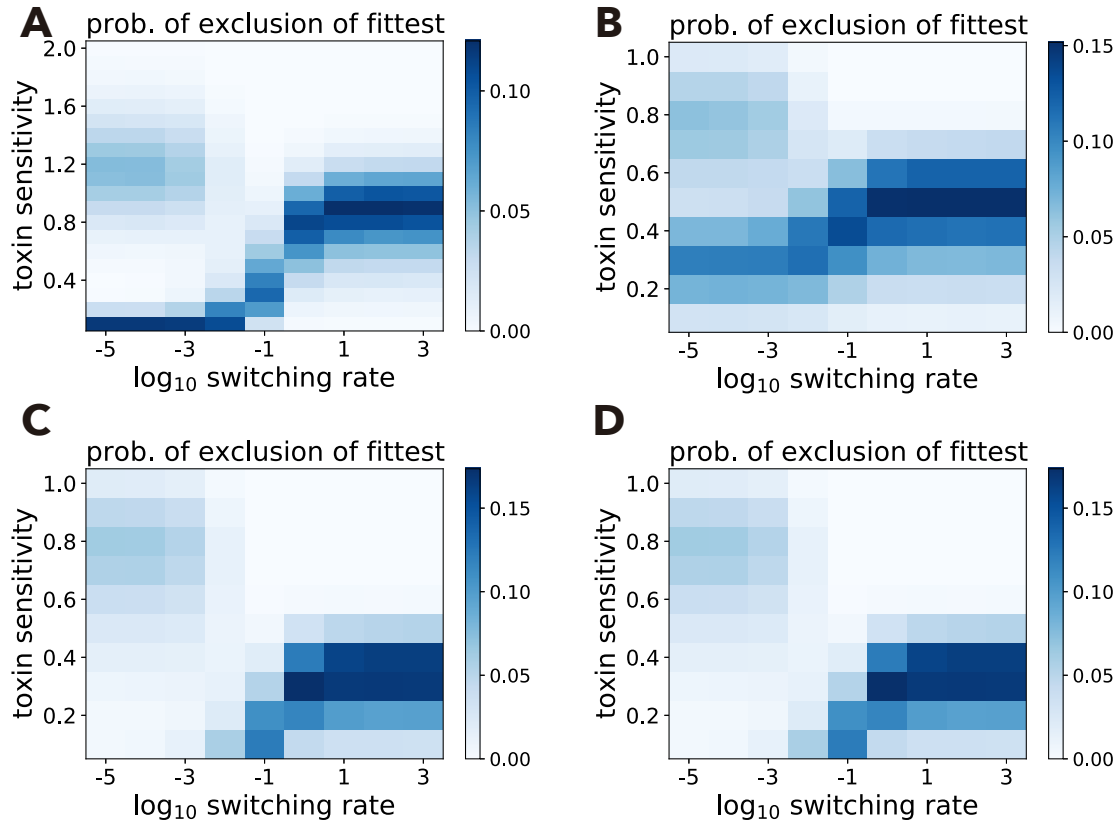 A
prob. of exclusion of fittest
toxin sensitivity
2.0
1.6
1.2
0.8
0.4
-5 -3 -1 1 3
log10 switching rate
0.10
0.05
0.00
B
prob. of exclusion of fittest
toxin sensitivity
1.0
0.8
0.6
0.4
0.2
-5 -3 -1 1 3
log10 switching rate
0.15
0.10
0.05
0.00
C
prob. of exclusion of fittest
toxin sensitivity
1.0
0.8
0.6
0.4
0.2
-5 -3 -1 1 3
log10 switching rate
0.15
0.10
0.05
0.00
D
prob. of exclusion of fittest
toxin sensitivity
1.0
0.8
0.6
0.4
0.2
-5 -3 -1 1 3
log10 switching rate
0.15
0.10
0.05
0.00